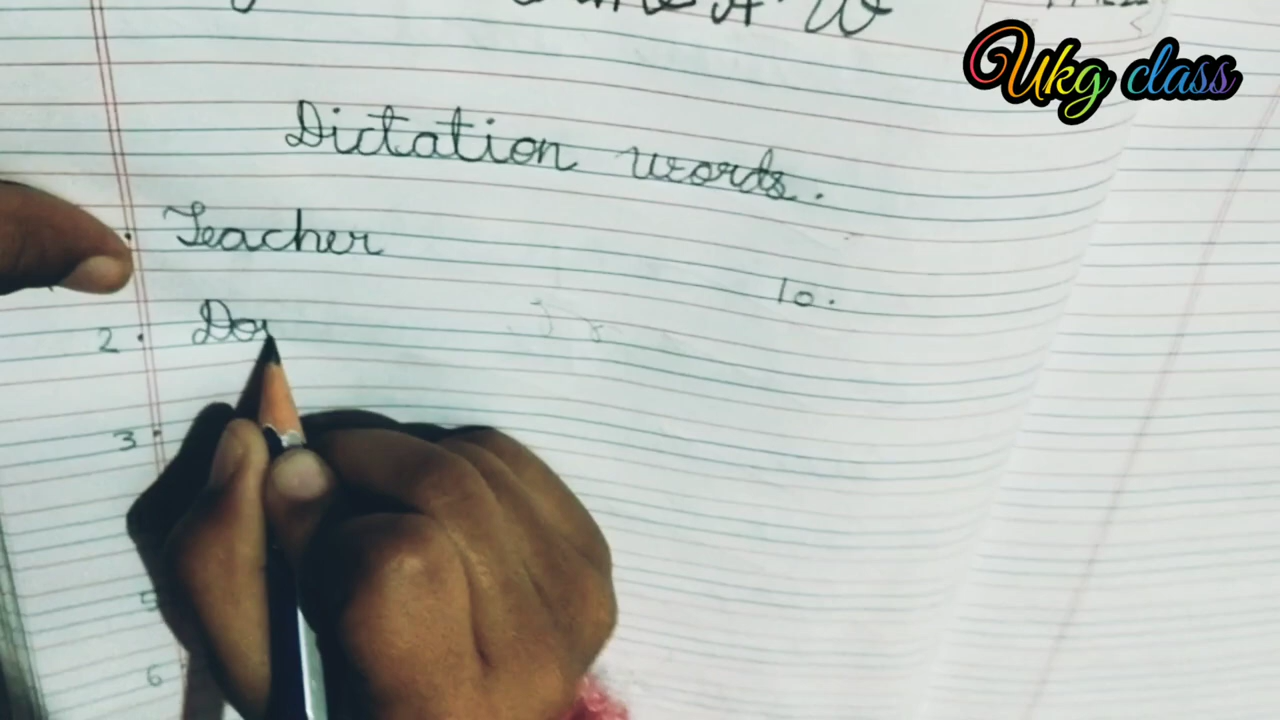 Ukg class
Dictation words.
Teacher
10.
2. Do
3
5
6